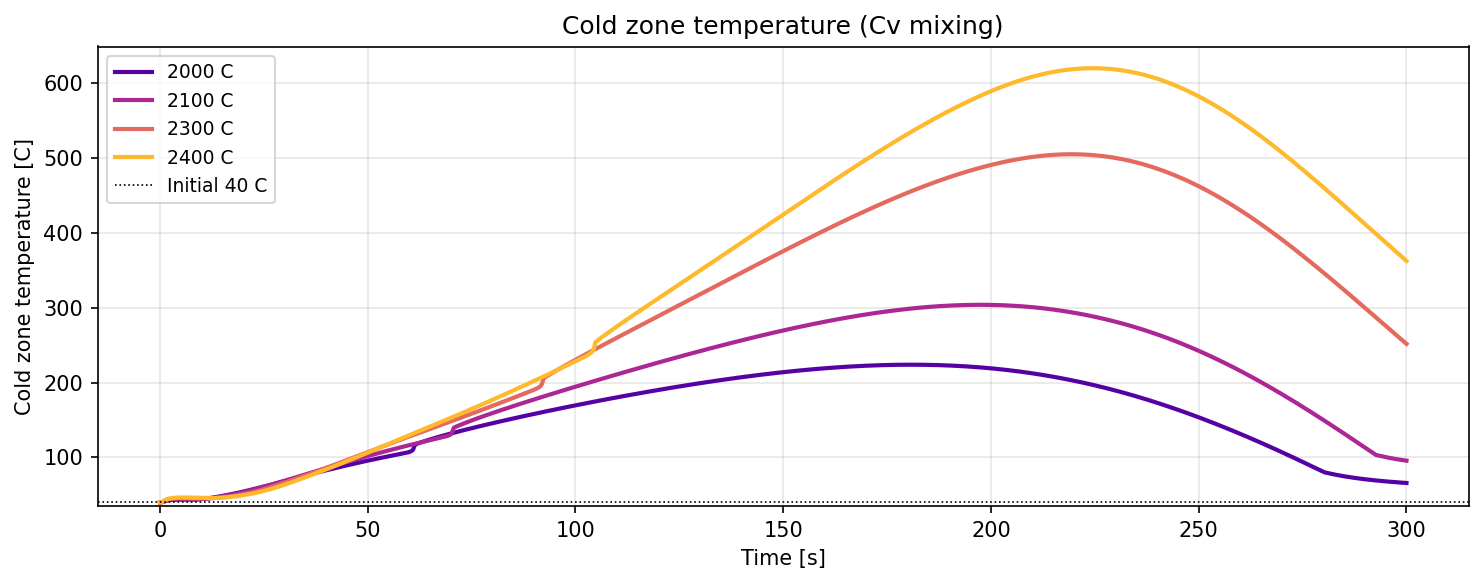 Cold zone temperature (Cv mixing)
2000 C
2100 C
2300 C
2400 C
Initial 40 C
Cold zone temperature [C]
600
500
400
300
200
100
0
50
100
150
200
250
300
Time [s]